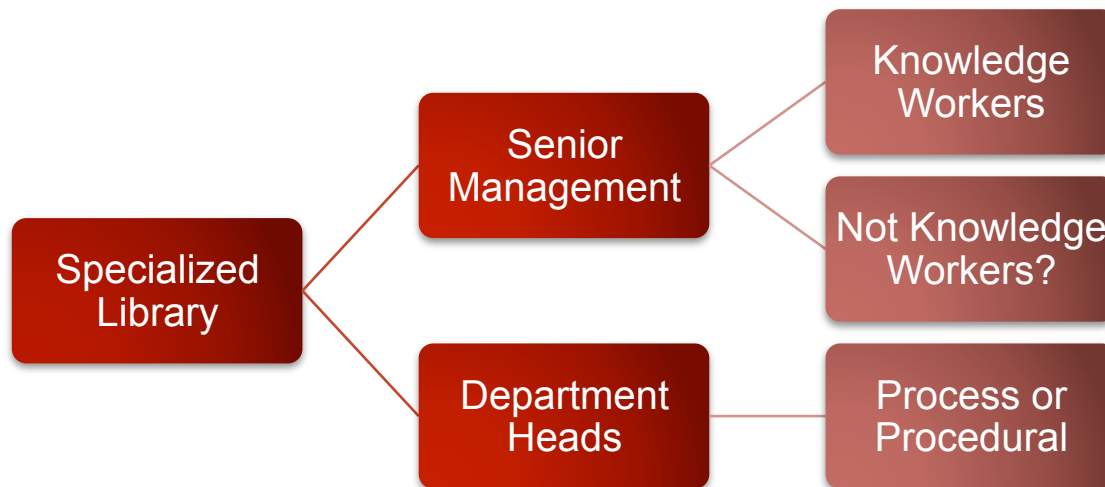 Specialized
Library
Senior
Management
Knowledge
Workers
Not Knowledge
Workers?
Department
Heads
Process or
Procedural